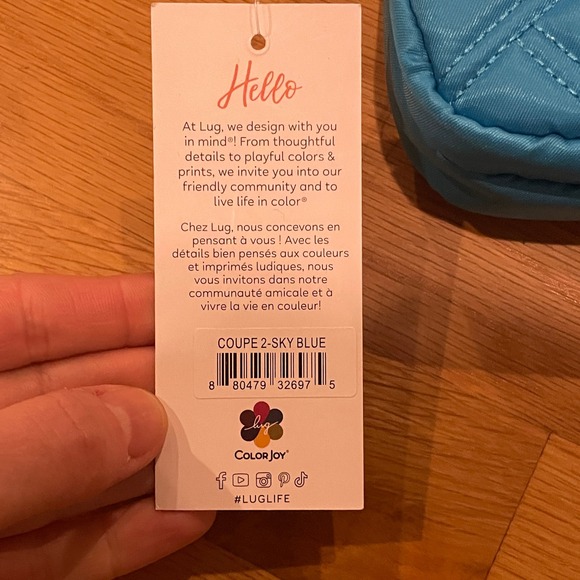 Hello
At Lug, we design with you
in mind®! From thoughtful
details to playful colors &
prints, we invite you into our
friendly community and to
live life in color®
Chez Lug, nous concevons en
pensant à vous ! Avec les
détails bien pensés aux couleurs
et imprimés ludiques, nous
vous invitons dans notre
communauté amicale et à
vivre la vie en couleur!
COUPE 2-SKY BLUE
8 80479 32697 5
lug
COLOR JOY®
#LUGLIFE